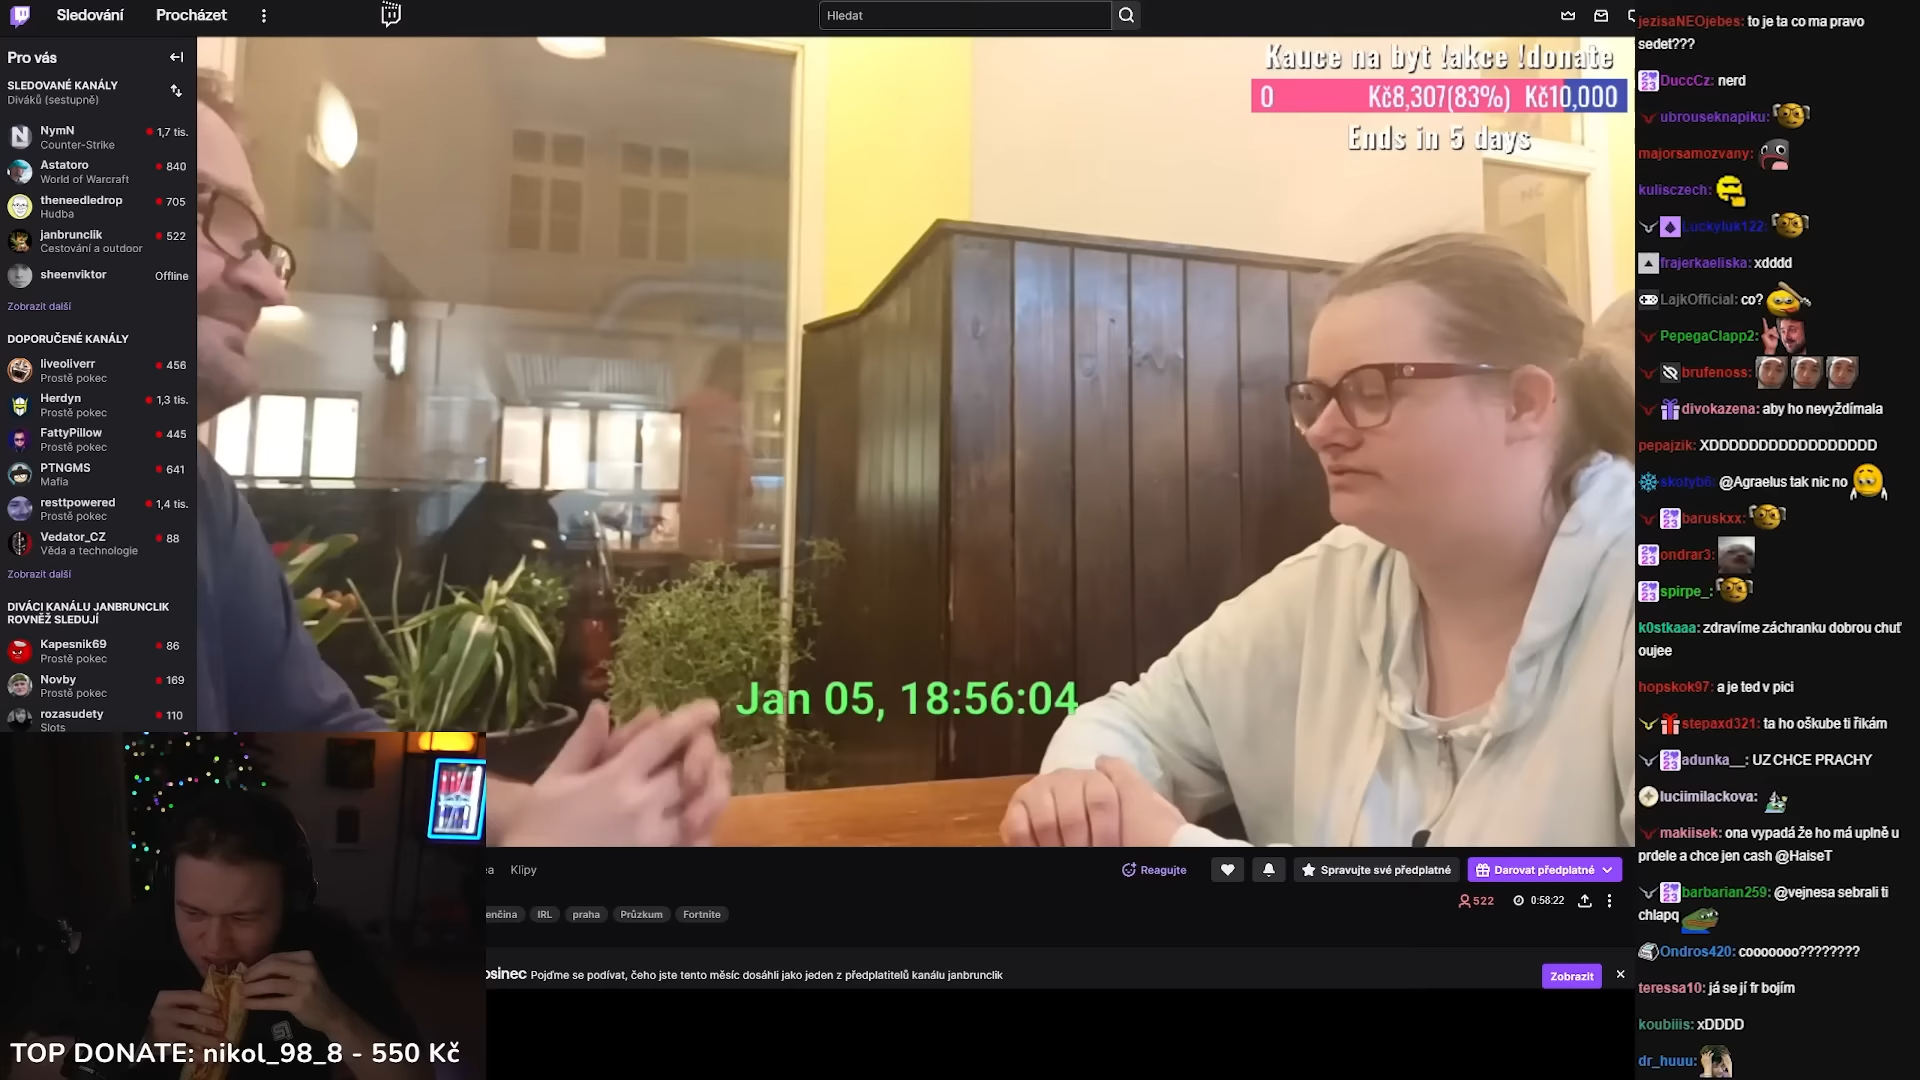 Sledování
Procházet
Hledat
Pro vás
SLEDOVANÉ KANÁLY
Diváků (sestupně)
NymN
1,7 tis.
Counter-Strike
Astatoro
840
World of Warcraft
theneedledrop
705
Hudba
janbrunclik
522
Cestování a outdoor
sheenviktor
Offline
Zobrazit další
DOPORUČENÉ KANÁLY
liveoliverr
456
Prostě pokec
Herdyn
1,3 tis.
Prostě pokec
FattyPillow
445
Prostě pokec
PTNGMS
641
Mafia
resttpowered
1,4 tis.
Prostě pokec
Vedator_CZ
88
Věda a technologie
Zobrazit další
DIVÁCI KANÁLU JANBRUNCLIK
ROVNĚŽ SLEDUJÍ
Kapesnik69
86
Prostě pokec
Novby
169
Prostě pokec
rozasudety
110
Slots
Kauce na byt !akce !donate
0 Kč8,307(83%) Kč10,000
Ends in 5 days
Jan 05, 18:56:04
TOP DONATE: nikol_98_8 - 550 Kč
Klipy
Reagujte
Spravujte své předplatné
Darovat předplatné
522
0:58:22
enčina
IRL
praha
Průzkum
Fortnite
osinec Pojďme se podívat, čeho jste tento měsíc dosáhli jako jeden z předplatitelů kanálu janbrunclik
Zobrazit
jezisaNEOjebes: to je ta co ma pravo
sedet???
DuccCz: nerd
ubrouseknapiku:
majorsamozvany:
kulisczech:
Luckyluk122:
frajerkaeliska: xdddd
LajkOfficial: co?
PepegaClapp2:
brufenoss:
divokazena: aby ho nevyždímala
pepajzik: XDDDDDDDDDDDDDDDDD
skotyb6: @Agraelus tak nic no
baruskxx:
ondrar3:
spirpe_:
k0stkaaa: zdravíme záchranku dobrou chuť
oujee
hopskok97: a je ted v pici
stepaxd321: ta ho oškube ti říkám
adunka__: UZ CHCE PRACHY
luciimilackova:
makiisek: ona vypadá že ho má uplně u
prdele a chce jen cash @HaiseT
barbarian259: @vejnesa sebrali ti
chlapq
Ondros420: cooooooo????????
teressa10: já se jí fr bojím
koubiiis: xDDDD
dr_huuu: